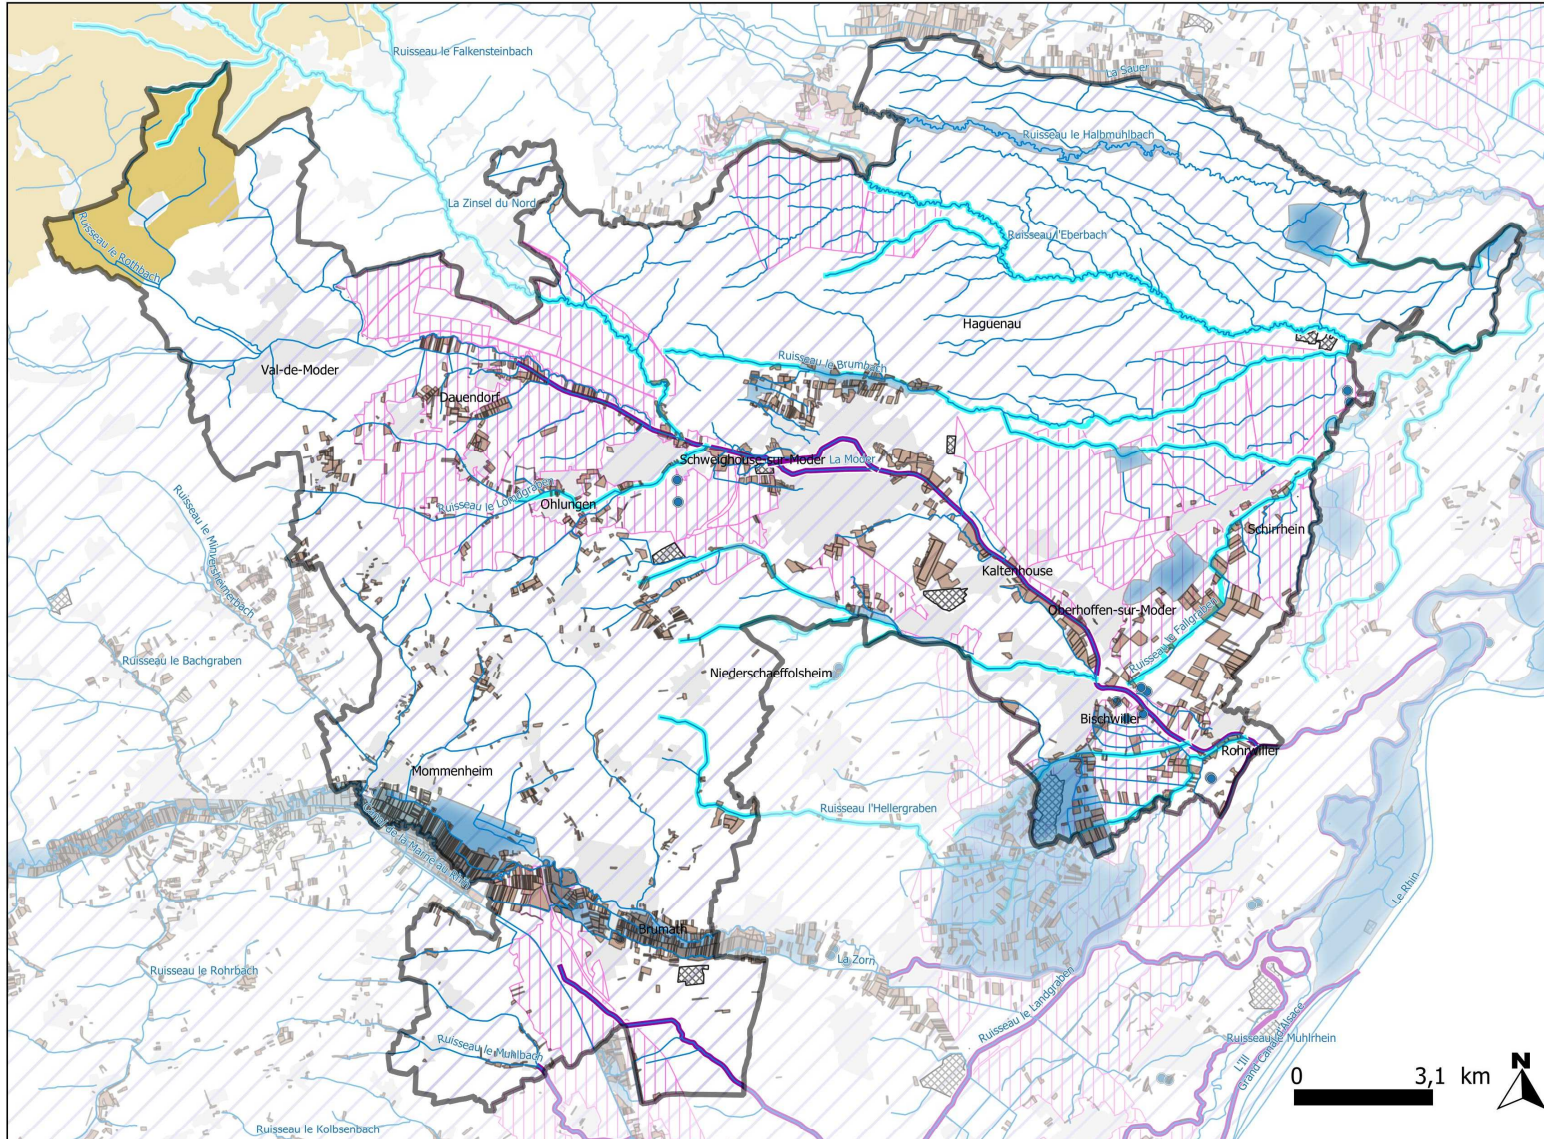 Ruisseau le Falkensteinbach
La Sauer
Ruisseau le Halbmuhlbach
La Zinsel du Nord
Ruisseau l'Eberbach
Ruisseau le Rothbach
Haguenau
Ruisseau le Brumbach
Val-de-Moder
Dauendorf
Schweighouse-sur-Moder
La Moder
Ruisseau le Landgraben
Ohlungen
Ruisseau le Minversheimerbach
Schirrhein
Kaltenhouse
Oberhoffen-sur-Moder
Ruisseau le Fallgraben
Ruisseau le Bachgraben
Niederschaeffolsheim
Bischwiller
Rohrwiller
Mommenheim
Ruisseau l'Hellergraben
Canal de la Marne au Rhin
Le Rhin
Brumath
La Zorn
Ruisseau le Rohrbach
Ruisseau le Landgraben
Ruisseau le Muhlrhein
L'Ill
Grand Canal d'Alsace
Ruisseau le Muhlbach
Ruisseau le Kolbsenbach
0 3,1 km
N